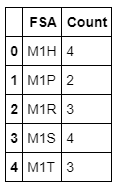 FSA Count
0 M1H 4
1 M1P 2
2 M1R 3
3 M1S 4
4 M1T 3